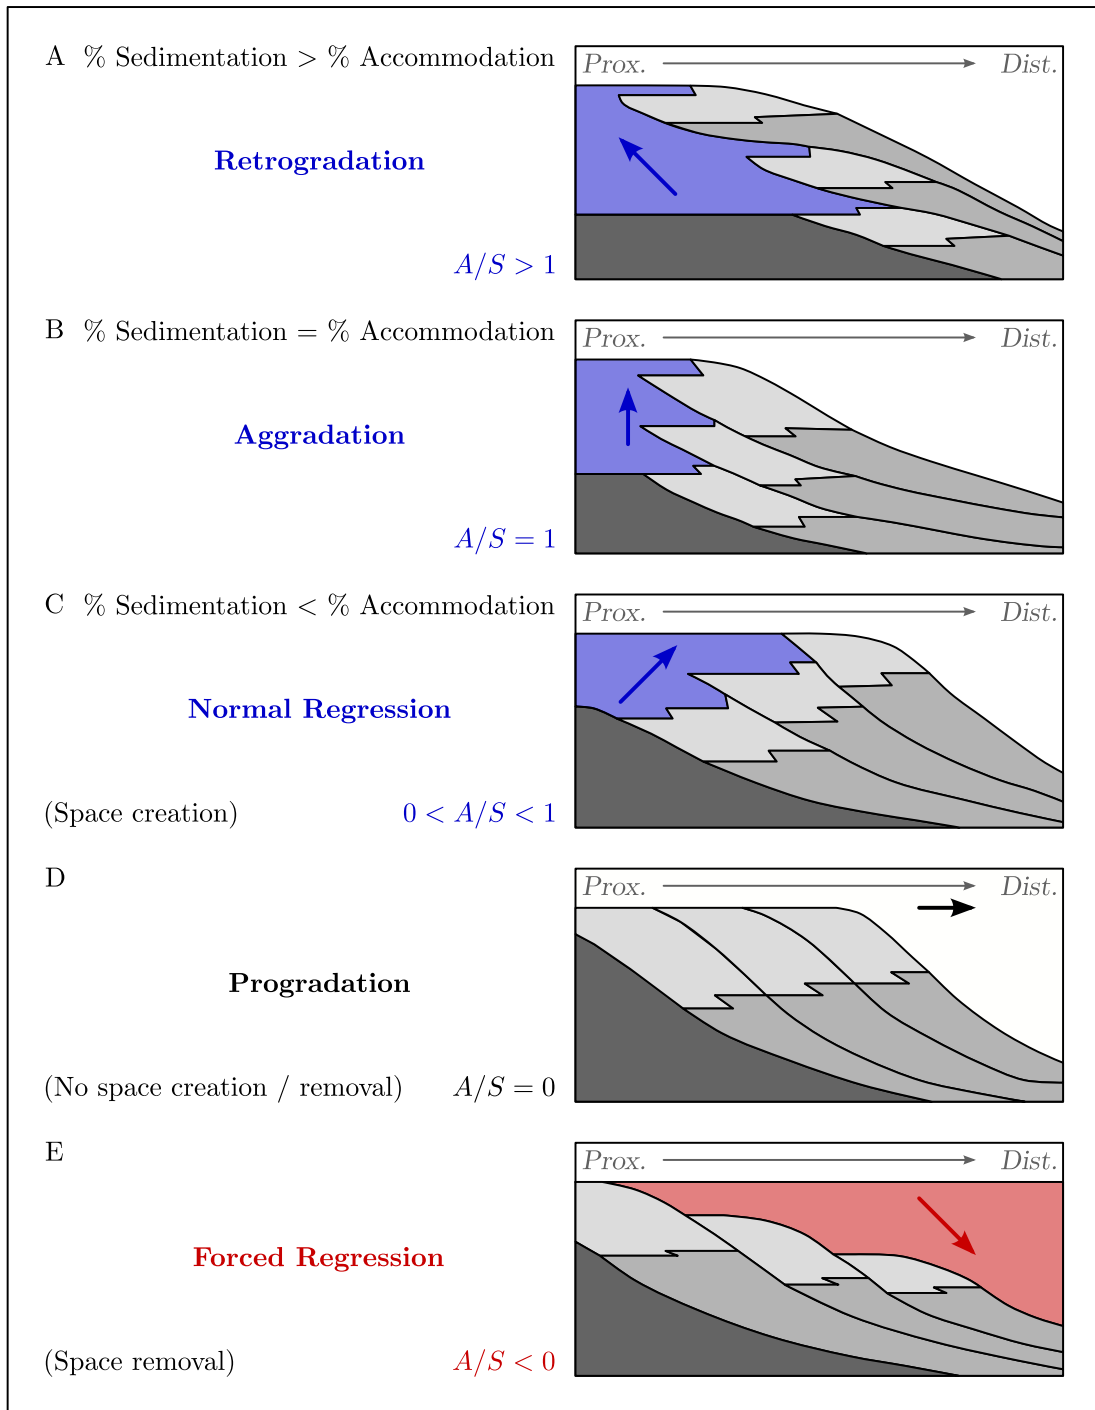 A % Sedimentation > % Accommodation
Prox. Dist.
Retrogradation
A/S > 1
B % Sedimentation = % Accommodation
Prox. Dist.
Aggradation
A/S = 1
C % Sedimentation < % Accommodation
Prox. Dist.
Normal Regression
(Space creation) 0 < A/S < 1
D
Prox. Dist.
Progradation
(No space creation / removal) A/S = 0
E
Prox. Dist.
Forced Regression
(Space removal) A/S < 0